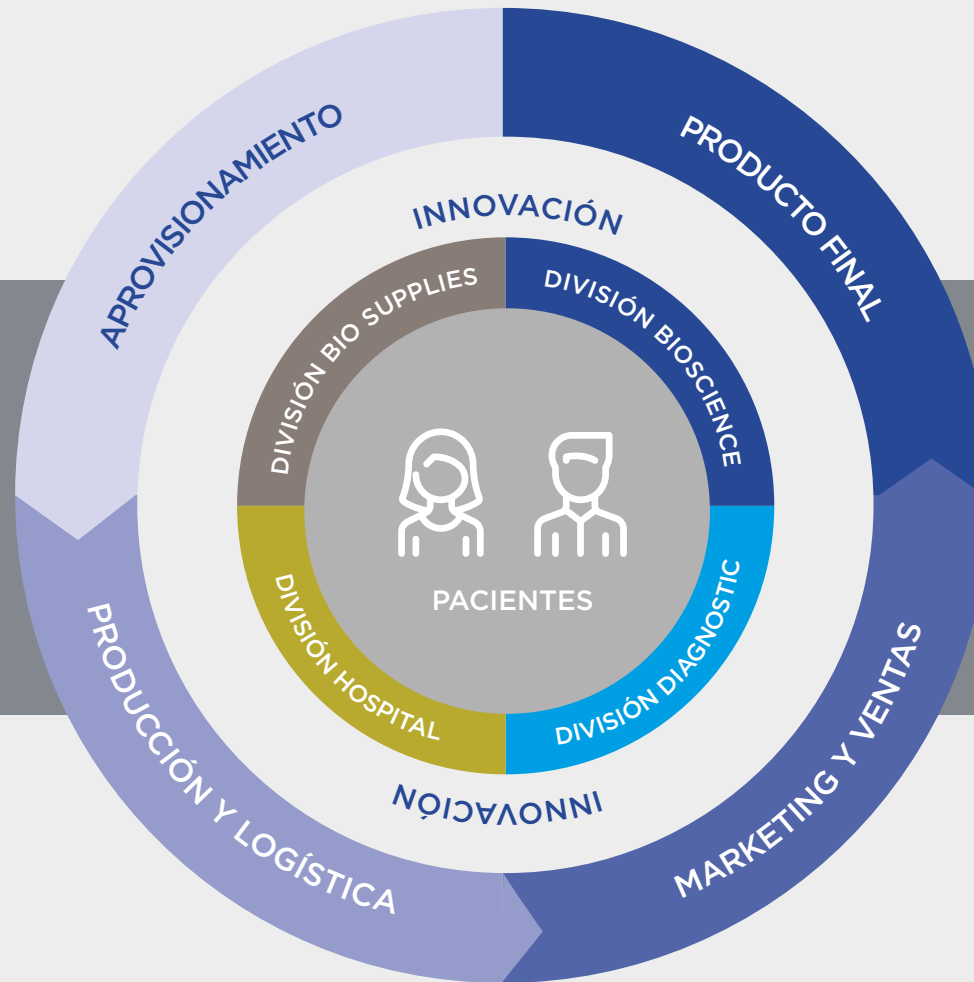 APROVISIONAMIENTO
PRODUCTO FINAL
INNOVACIÓN
DIVISIÓN BIO SUPPLIES
DIVISIÓN BIOSCIENCE
PACIENTES
DIVISIÓN HOSPITAL
DIVISIÓN DIAGNOSTIC
INNOVACIÓN
PRODUCCIÓN Y LOGÍSTICA
MARKETING Y VENTAS